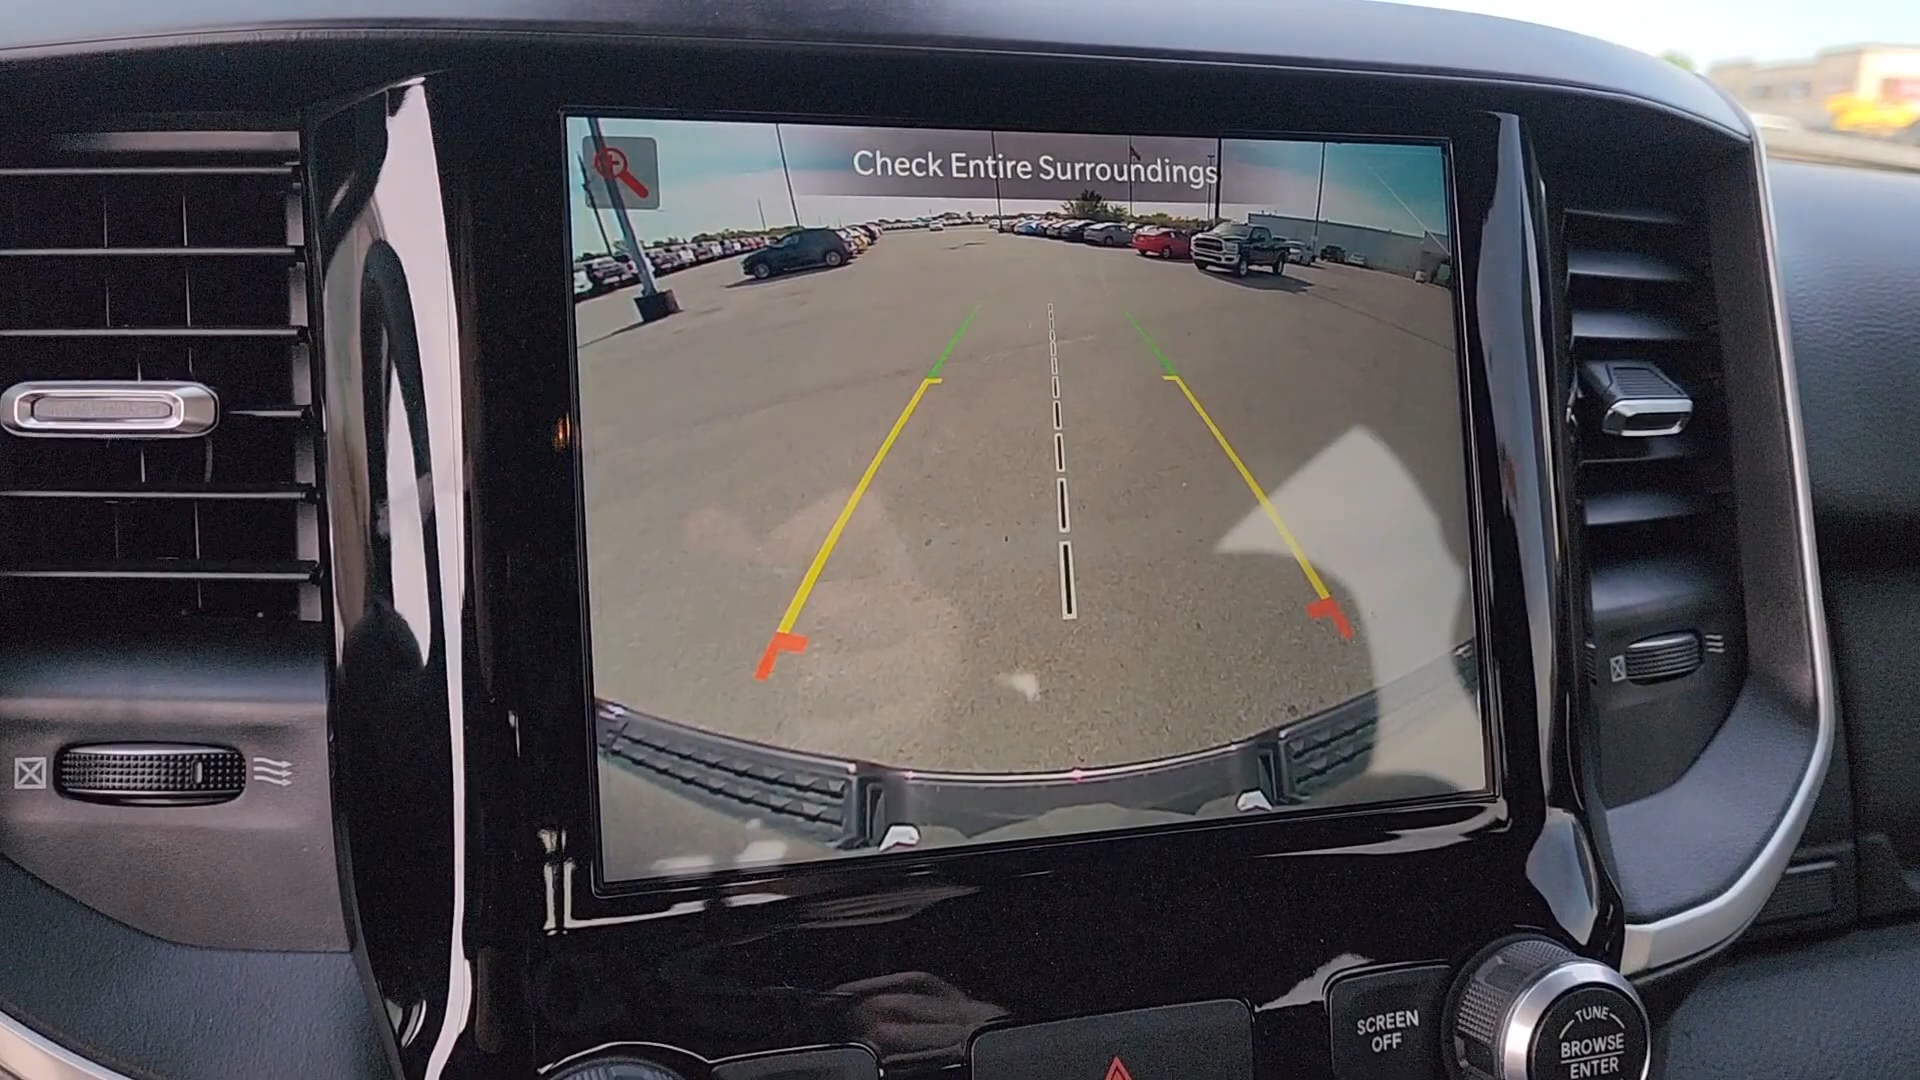 Check Entire Surroundings
SCREEN
OFF
TUNE
BROWSE
ENTER